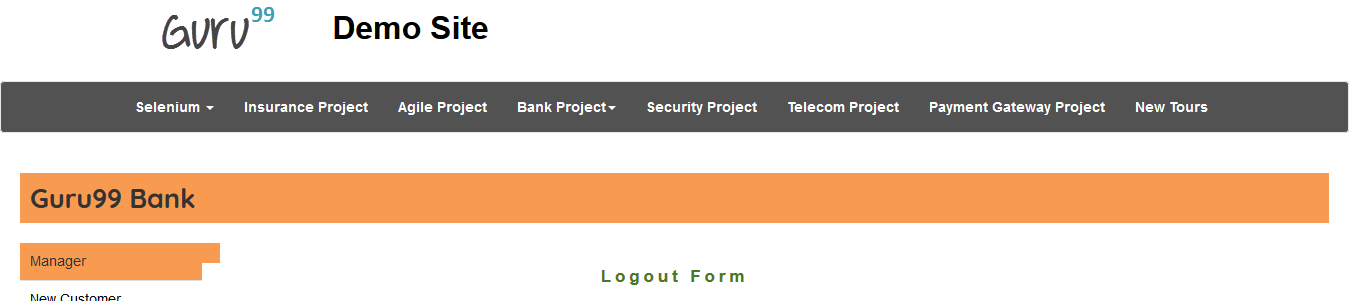 Guru99 Demo Site
Selenium Insurance Project Agile Project Bank Project Security Project Telecom Project Payment Gateway Project New Tours
Guru99 Bank
Manager
Logout Form
New Customer